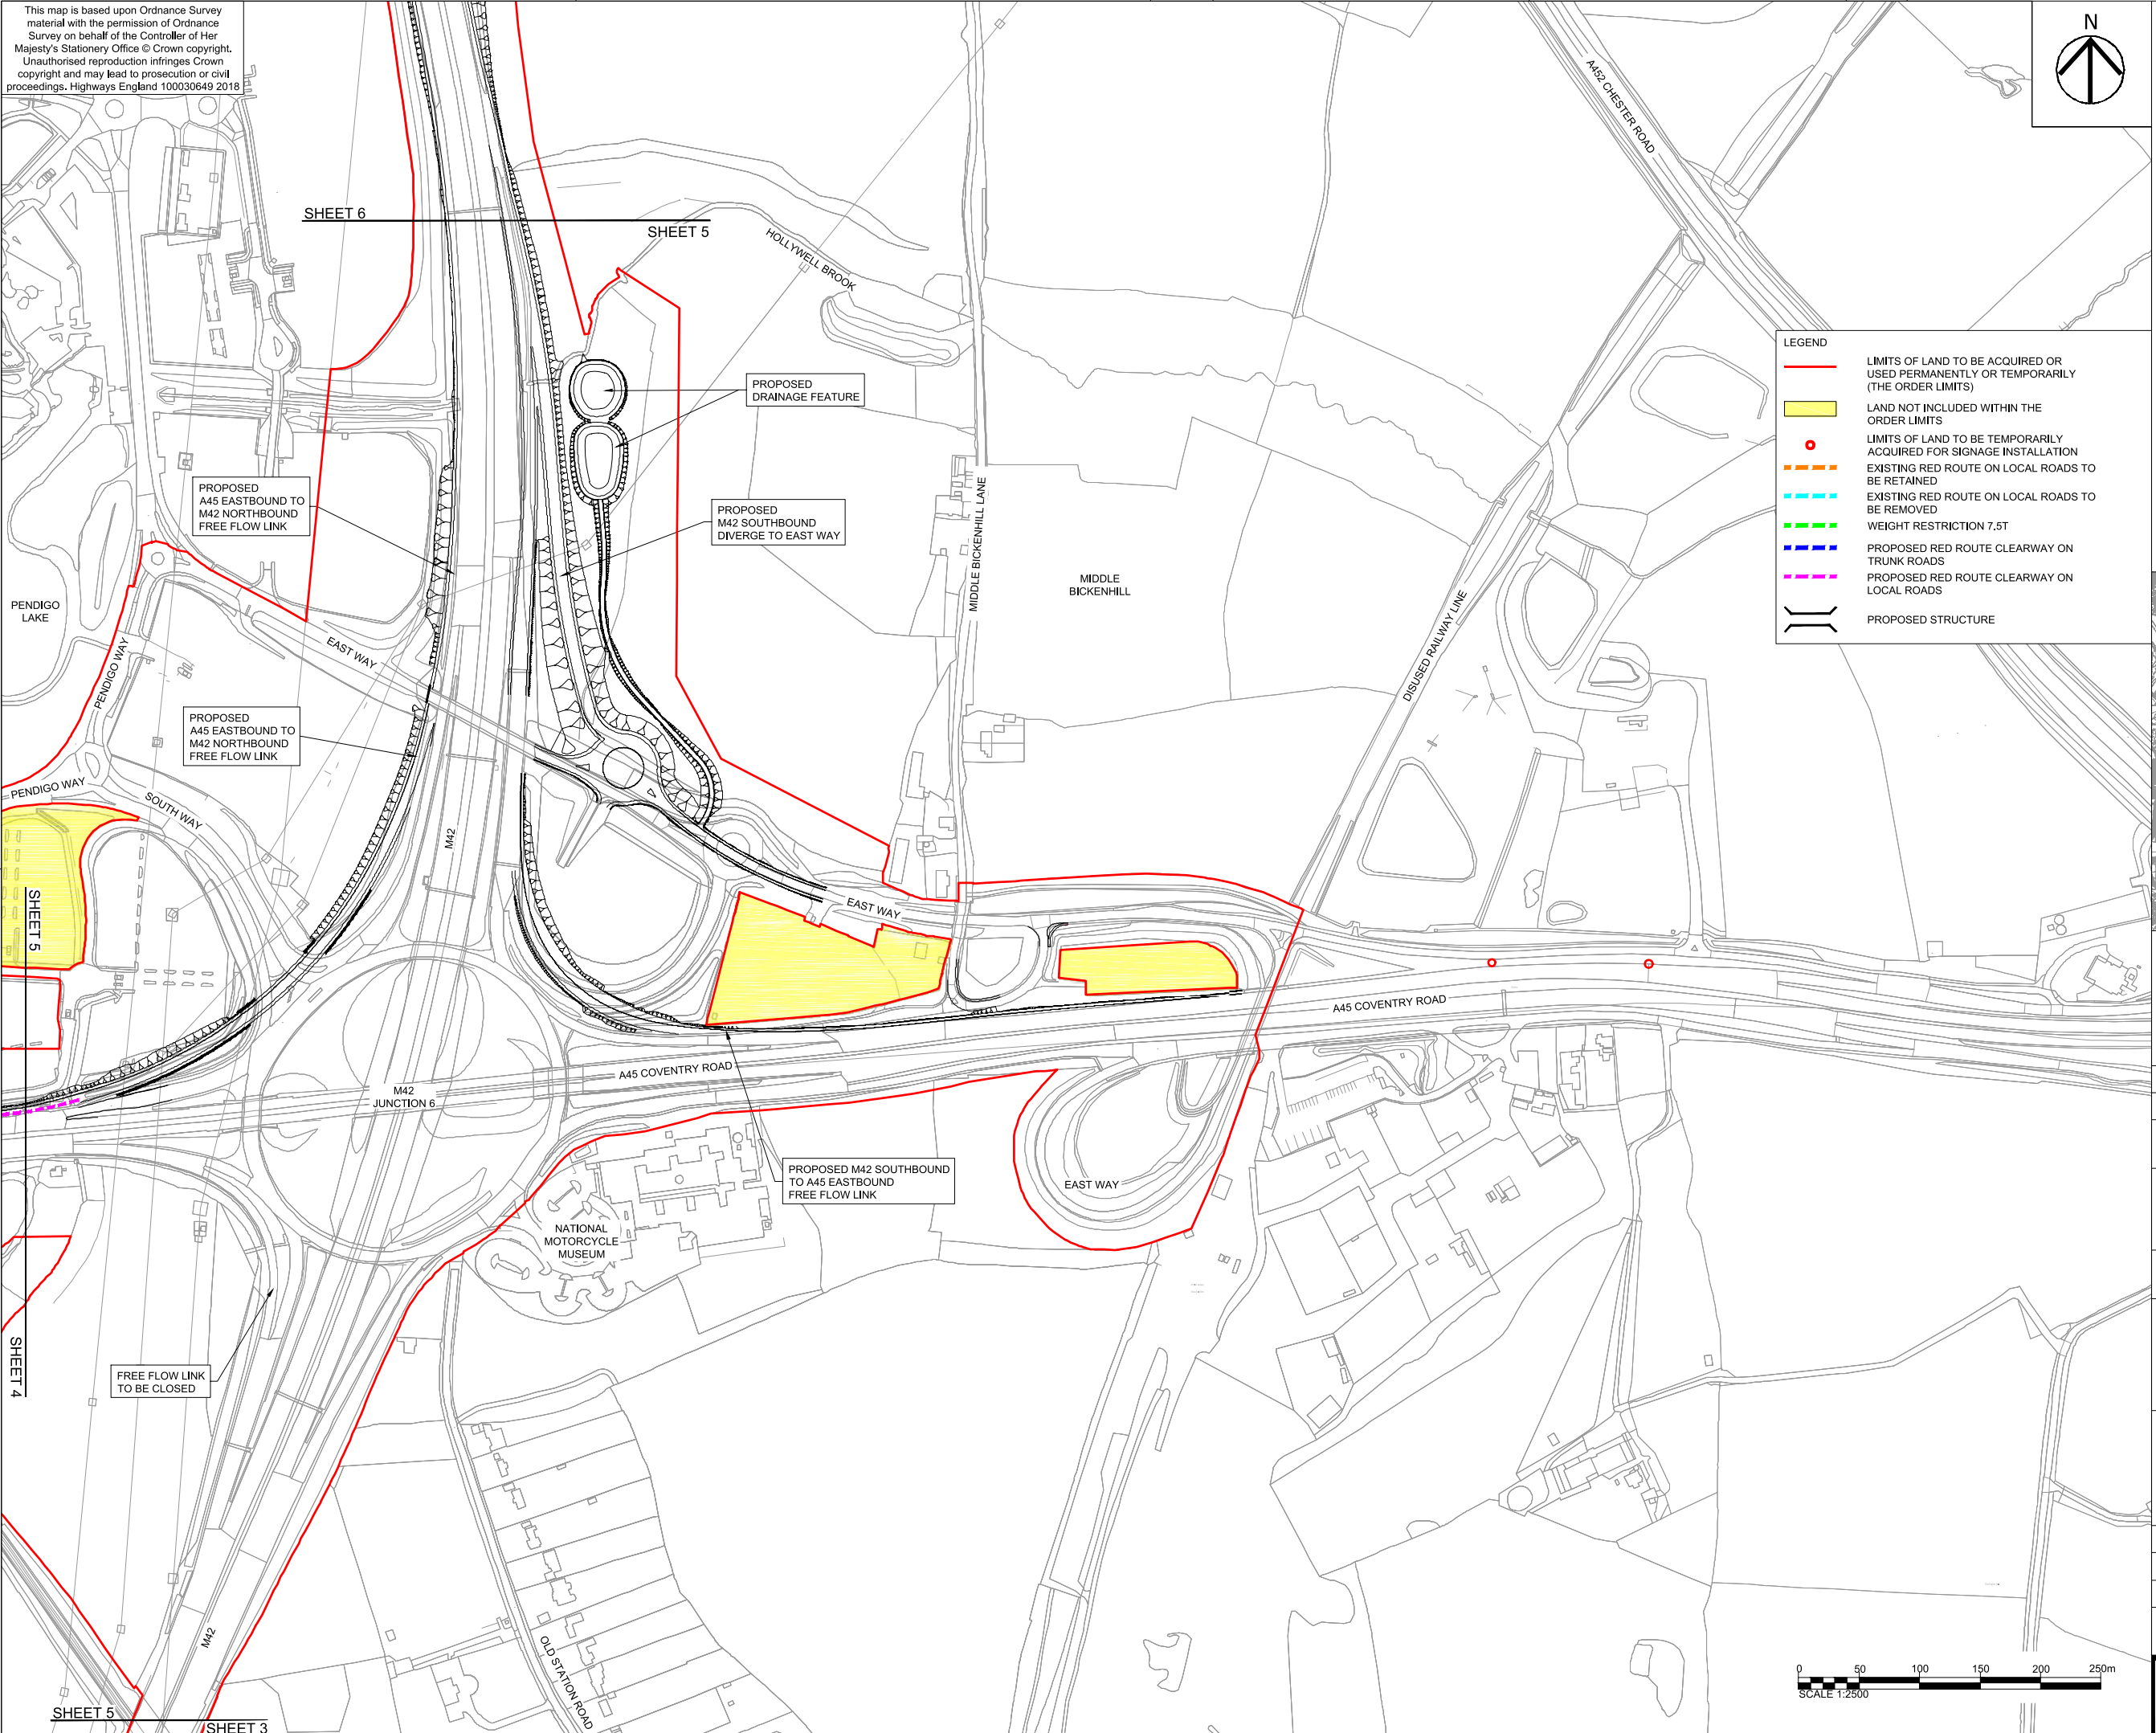 This map is based upon Ordnance Survey
material with the permission of Ordnance
Survey on behalf of the Controller of Her
Majesty's Stationery Office © Crown copyright.
Unauthorised reproduction infringes Crown
copyright and may lead to prosecution or civil
proceedings. Highways England 100030649 2018
N
A452 CHESTER ROAD
SHEET 6
SHEET 5
HOLLYWELL BROOK
LEGEND
LIMITS OF LAND TO BE ACQUIRED OR
USED PERMANENTLY OR TEMPORARILY
(THE ORDER LIMITS)
LAND NOT INCLUDED WITHIN THE
ORDER LIMITS
LIMITS OF LAND TO BE TEMPORARILY
ACQUIRED FOR SIGNAGE INSTALLATION
EXISTING RED ROUTE ON LOCAL ROADS TO
BE RETAINED
EXISTING RED ROUTE ON LOCAL ROADS TO
BE REMOVED
WEIGHT RESTRICTION 7.5T
PROPOSED RED ROUTE CLEARWAY ON
TRUNK ROADS
PROPOSED RED ROUTE CLEARWAY ON
LOCAL ROADS
PROPOSED STRUCTURE
PROPOSED
DRAINAGE FEATURE
PROPOSED
A45 EASTBOUND TO
M42 NORTHBOUND
FREE FLOW LINK
PROPOSED
M42 SOUTHBOUND
DIVERGE TO EAST WAY
MIDDLE BICKENHILL LANE
MIDDLE
BICKENHILL
DISUSED RAILWAY LINE
PENDIGO
LAKE
PENDIGO WAY
EAST WAY
PROPOSED
A45 EASTBOUND TO
M42 NORTHBOUND
FREE FLOW LINK
PENDIGO WAY
SOUTH WAY
M42
SHEET 5
EAST WAY
A45 COVENTRY ROAD
A45 COVENTRY ROAD
M42
JUNCTION 6
PROPOSED M42 SOUTHBOUND
TO A45 EASTBOUND
FREE FLOW LINK
EAST WAY
NATIONAL
MOTORCYCLE
MUSEUM
SHEET 4
FREE FLOW LINK
TO BE CLOSED
M42
OLD STATION ROAD
SHEET 5
SHEET 3
0 50 100 150 200 250m
SCALE 1:2500